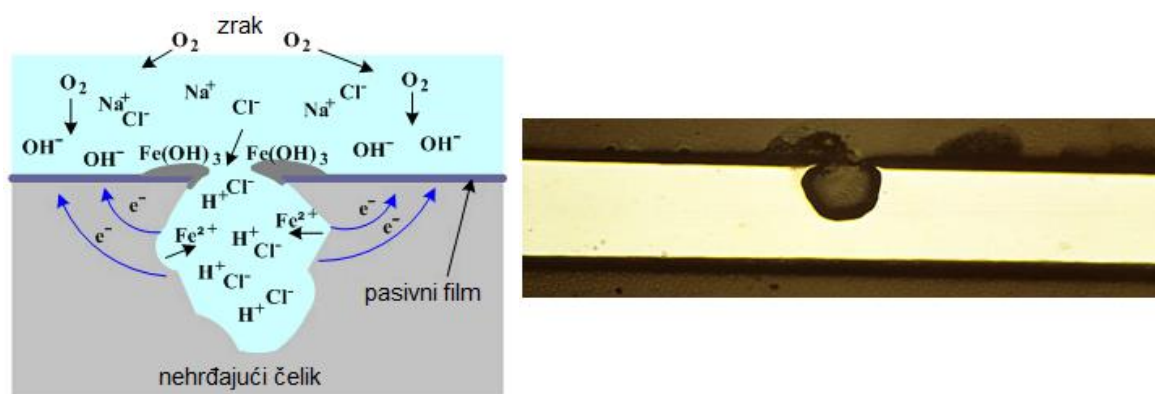 zrak
O₂ O₂
O₂ Na⁺ Na⁺ Cl⁻ O₂
Cl⁻ Cl⁻ Na⁺
OH⁻ OH⁻ Fe(OH)₃ Fe(OH)₃ OH⁻ OH⁻
H⁺Cl⁻
e⁻ e⁻
e⁻ Fe²⁺ Fe²⁺ e⁻
H⁺Cl⁻
H⁺Cl⁻
H⁺Cl⁻
pasivni film
nehrđajući čelik